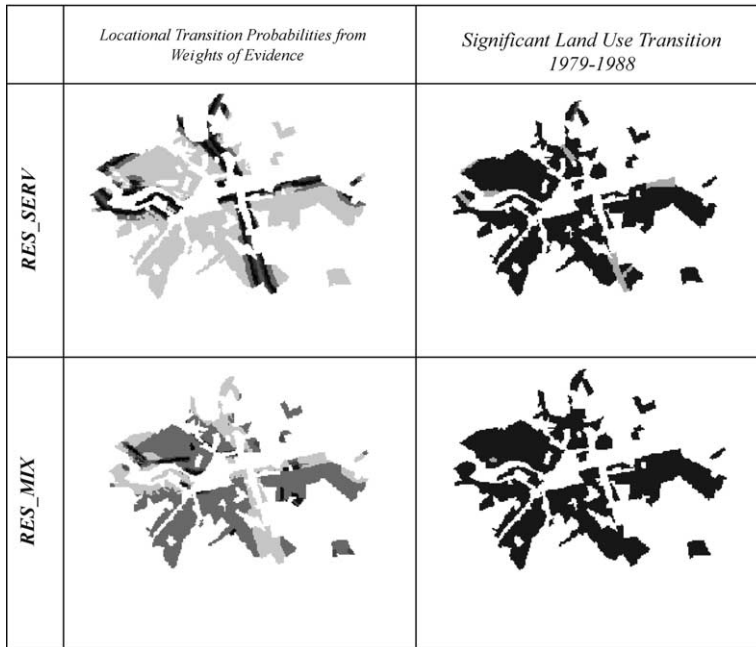 Locational Transition Probabilities from
Weights of Evidence
Significant Land Use Transition
1979-1988
RES_SERV
RES_MIX